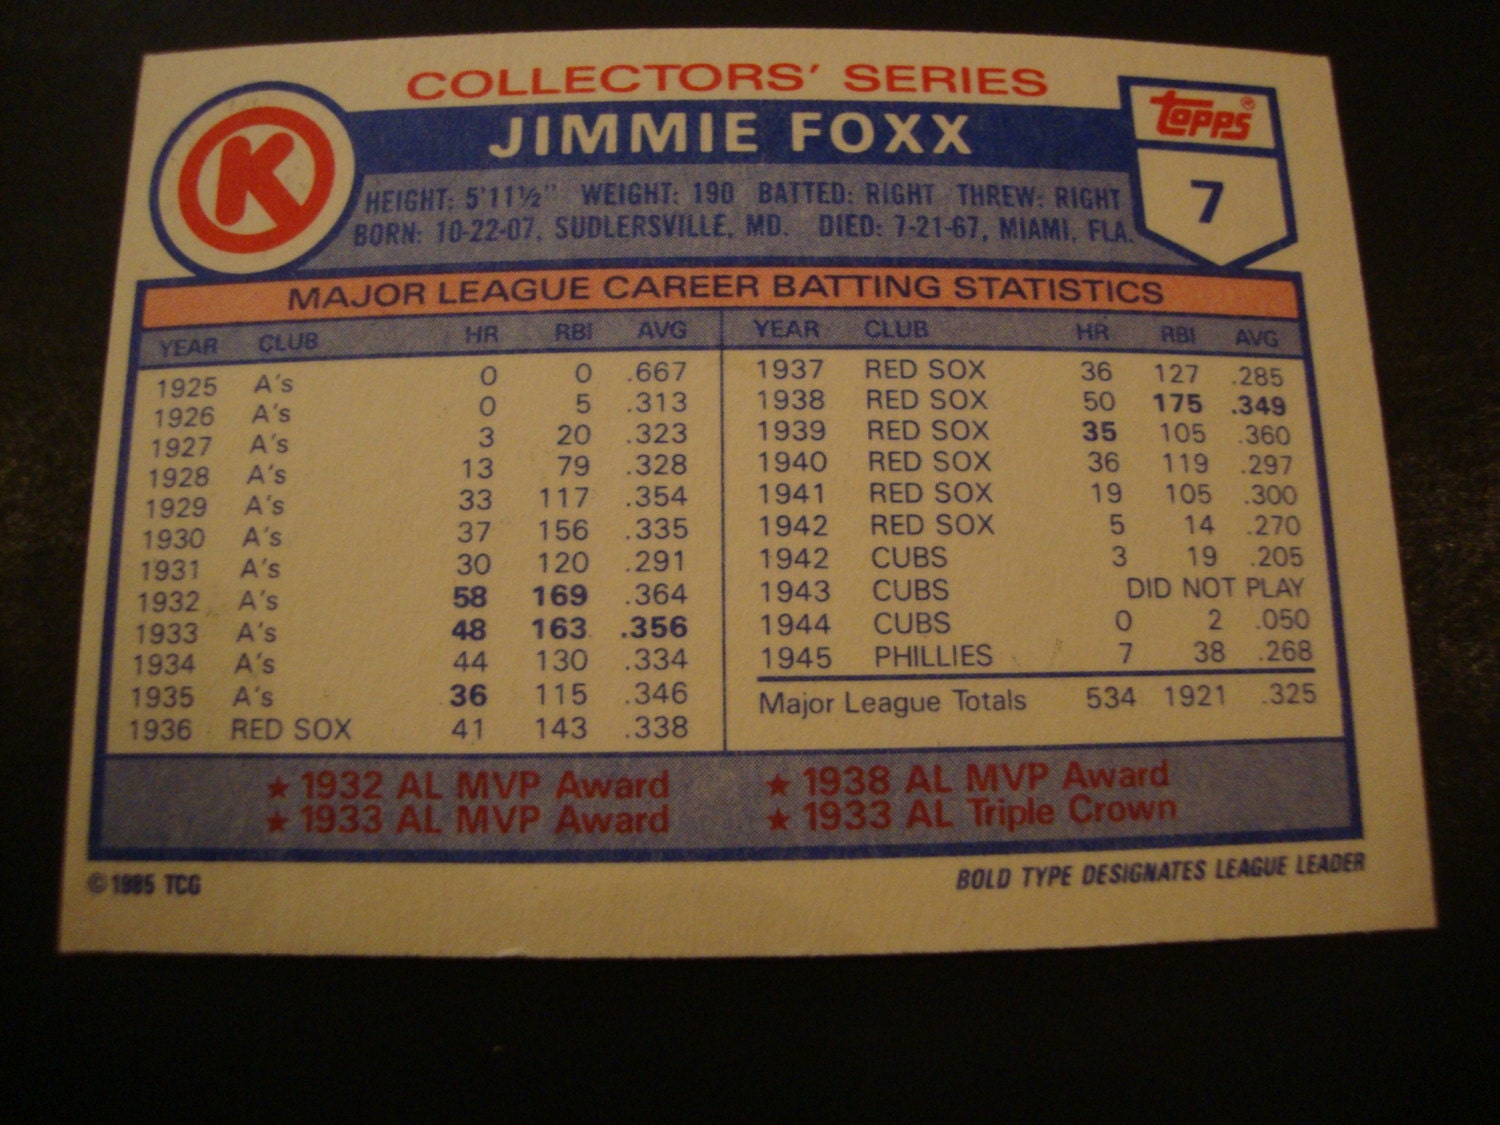 COLLECTORS' SERIES
K
JIMMIE FOXX
topps®
7
HEIGHT: 5'11½" WEIGHT: 190 BATTED: RIGHT THREW: RIGHT
BORN: 10-22-07, SUDLERSVILLE, MD. DIED: 7-21-67, MIAMI, FLA.
MAJOR LEAGUE CAREER BATTING STATISTICS
YEAR CLUB HR RBI AVG
1925 A's 0 0 .667
1926 A's 0 5 .313
1927 A's 3 20 .323
1928 A's 13 79 .328
1929 A's 33 117 .354
1930 A's 37 156 .335
1931 A's 30 120 .291
1932 A's 58 169 .364
1933 A's 48 163 .356
1934 A's 44 130 .334
1935 A's 36 115 .346
1936 RED SOX 41 143 .338
YEAR CLUB HR RBI AVG
1937 RED SOX 36 127 .285
1938 RED SOX 50 175 .349
1939 RED SOX 35 105 .360
1940 RED SOX 36 119 .297
1941 RED SOX 19 105 .300
1942 RED SOX 5 14 .270
1942 CUBS 3 19 .205
1943 CUBS DID NOT PLAY
1944 CUBS 0 2 .050
1945 PHILLIES 7 38 .268
Major League Totals 534 1921 .325
★ 1932 AL MVP Award
★ 1933 AL MVP Award
★ 1938 AL MVP Award
★ 1933 AL Triple Crown
© 1985 TCG
BOLD TYPE DESIGNATES LEAGUE LEADER